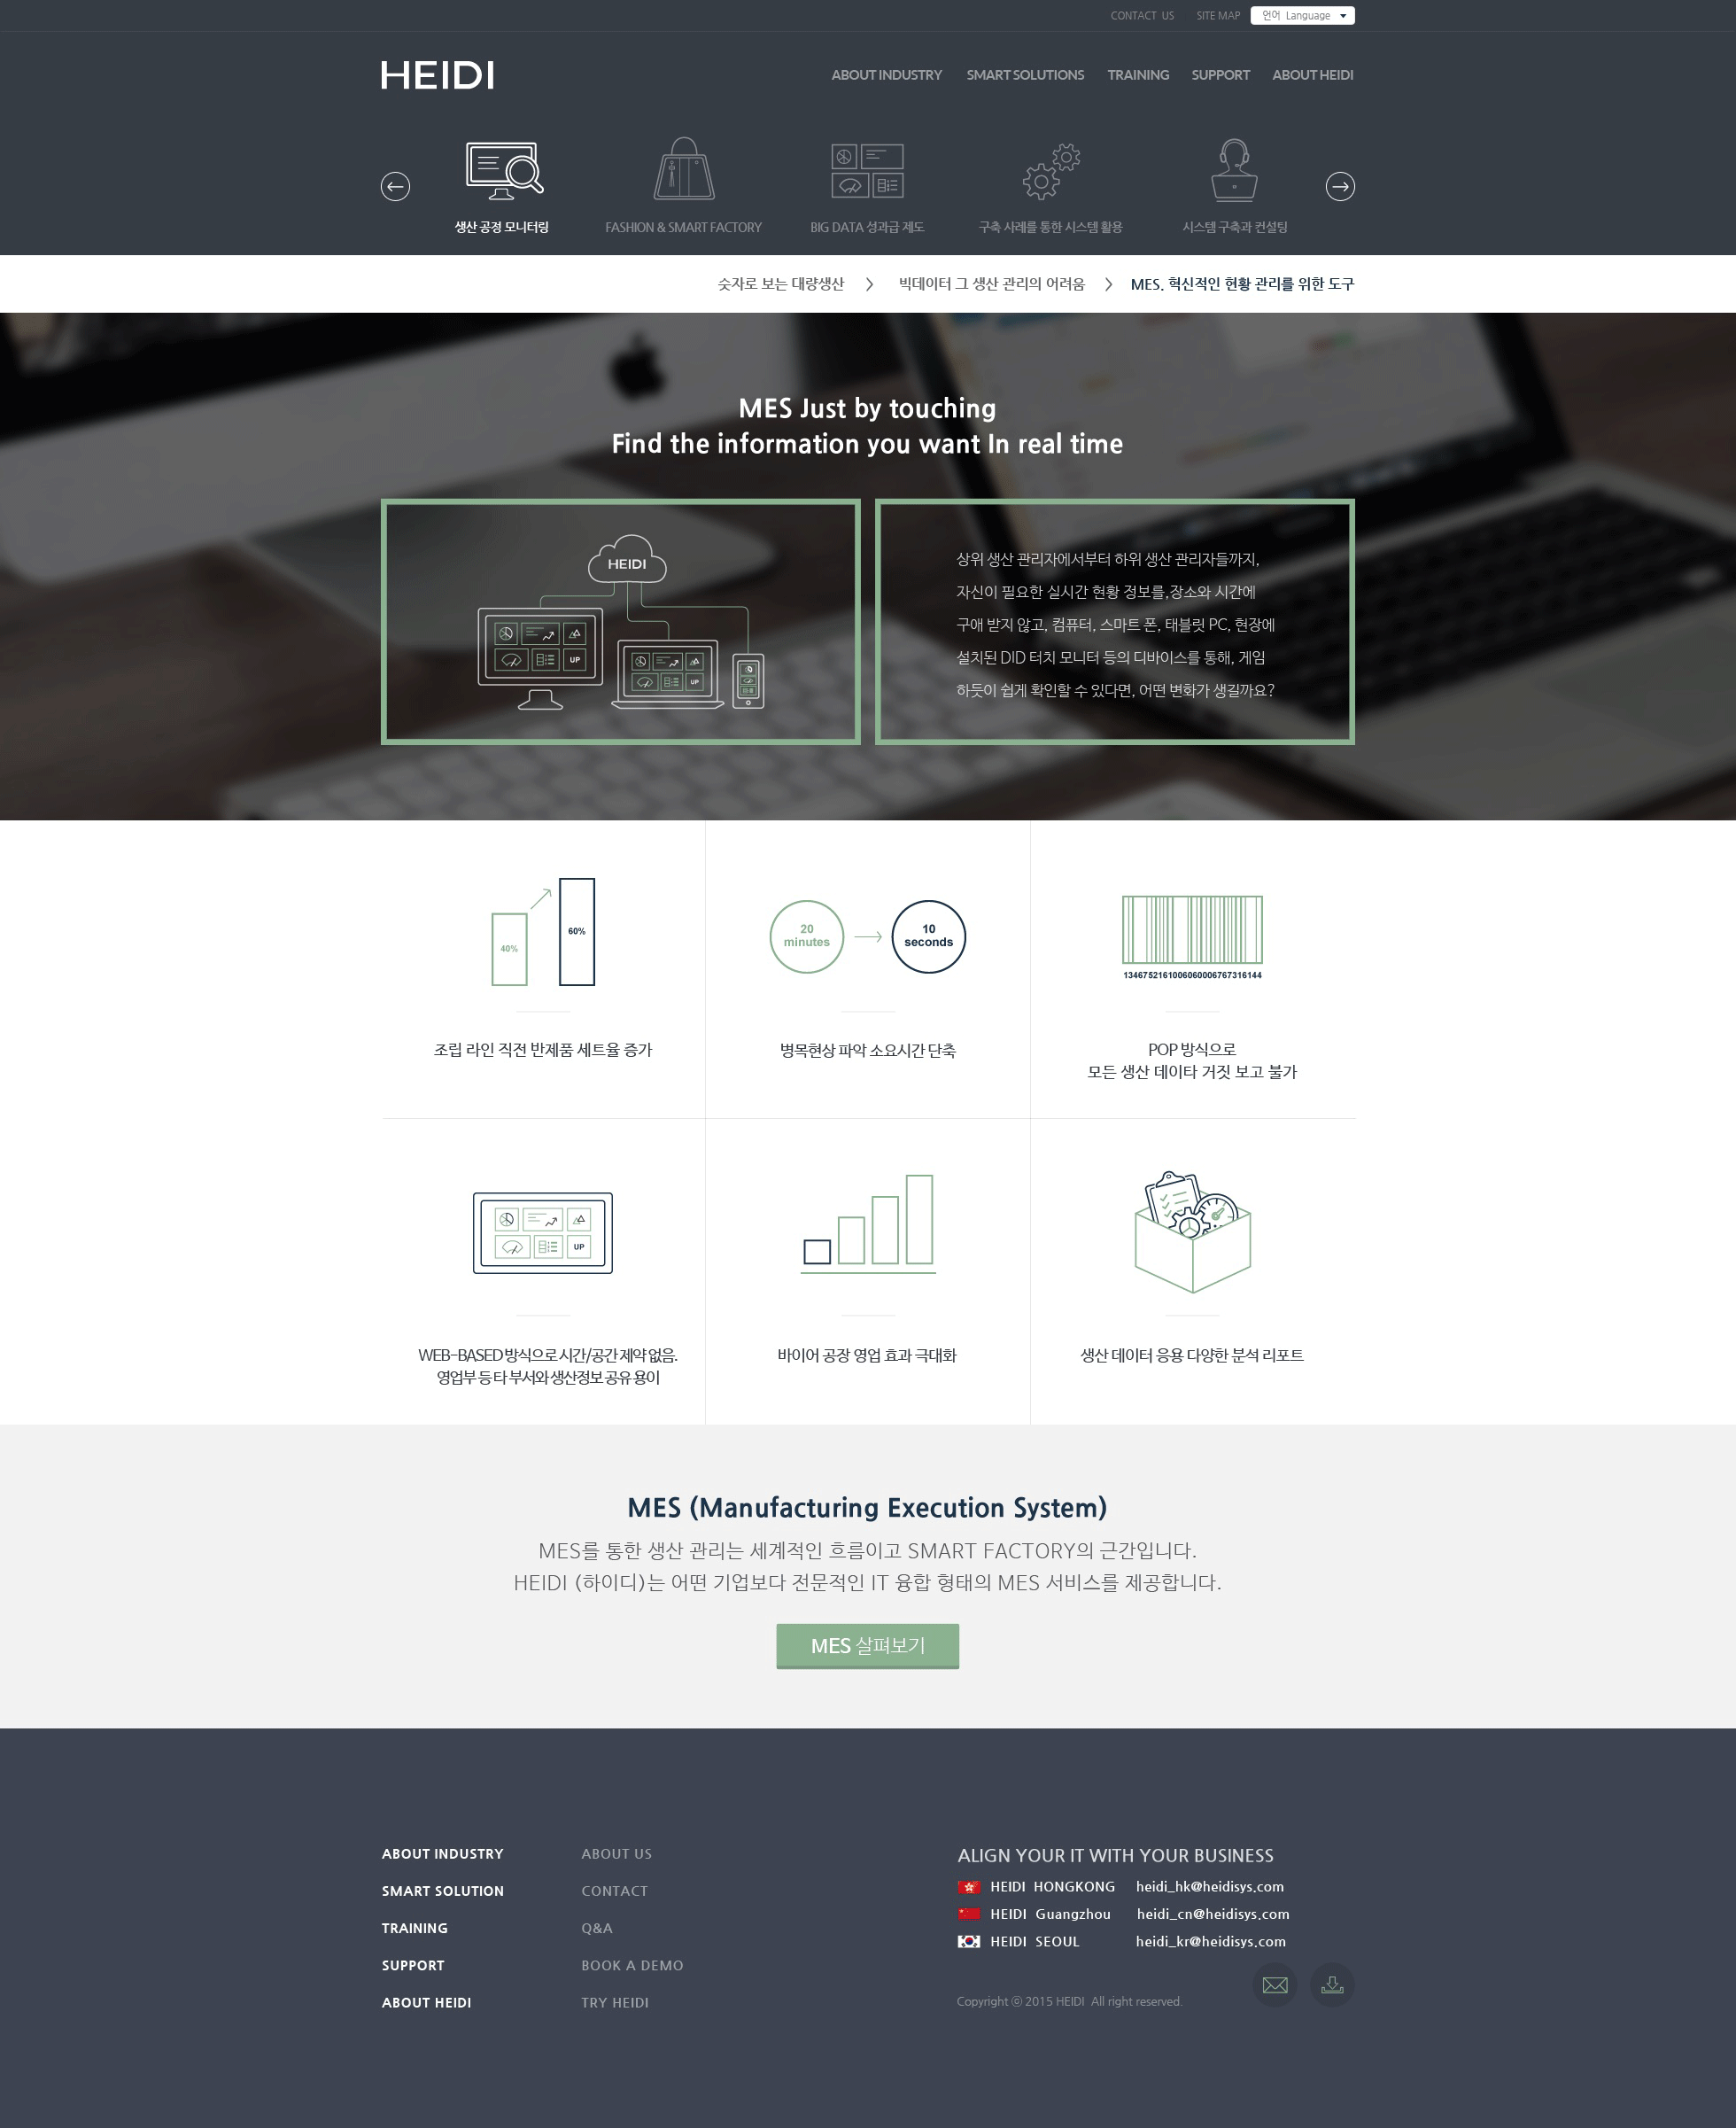 CONTACT US SITE MAP 언어 Language
HEIDI
ABOUT INDUSTRY SMART SOLUTIONS TRAINING SUPPORT ABOUT HEIDI
생산 공정 모니터링
FASHION & SMART FACTORY
BIG DATA 성과급 제도
구축 사례를 통한 시스템 활용
시스템 구축과 컨설팅
숫자로 보는 대량생산 > 빅데이터 그 생산 관리의 어려움 > MES. 혁신적인 현황 관리를 위한 도구
MES Just by touching
Find the information you want In real time
HEIDI
UP
UP
상위 생산 관리자에서부터 하위 생산 관리자들까지,
자신이 필요한 실시간 현황 정보를,장소와 시간에
구애 받지 않고, 컴퓨터, 스마트 폰, 태블릿 PC, 현장에
설치된 DID 터치 모니터 등의 디바이스를 통해, 게임
하듯이 쉽게 확인할 수 있다면, 어떤 변화가 생길까요?
40%
60%
조립 라인 직전 반제품 세트율 증가
20
minutes
10
seconds
병목현상 파악 소요시간 단축
1346752161006060006767316144
POP 방식으로
모든 생산 데이타 거짓 보고 불가
UP
WEB-BASED 방식으로 시간/공간 제약 없음.
영업부 등 타 부서와 생산정보 공유 용이
바이어 공장 영업 효과 극대화
생산 데이터 응용 다양한 분석 리포트
MES (Manufacturing Execution System)
MES를 통한 생산 관리는 세계적인 흐름이고 SMART FACTORY의 근간입니다.
HEIDI (하이디)는 어떤 기업보다 전문적인 IT 융합 형태의 MES 서비스를 제공합니다.
MES 살펴보기
ABOUT INDUSTRY
SMART SOLUTION
TRAINING
SUPPORT
ABOUT HEIDI
ABOUT US
CONTACT
Q&A
BOOK A DEMO
TRY HEIDI
ALIGN YOUR IT WITH YOUR BUSINESS
HEIDI HONGKONG heidi_hk@heidisys.com
HEIDI Guangzhou heidi_cn@heidisys.com
HEIDI SEOUL heidi_kr@heidisys.com
Copyright ⓒ 2015 HEIDI All right reserved.